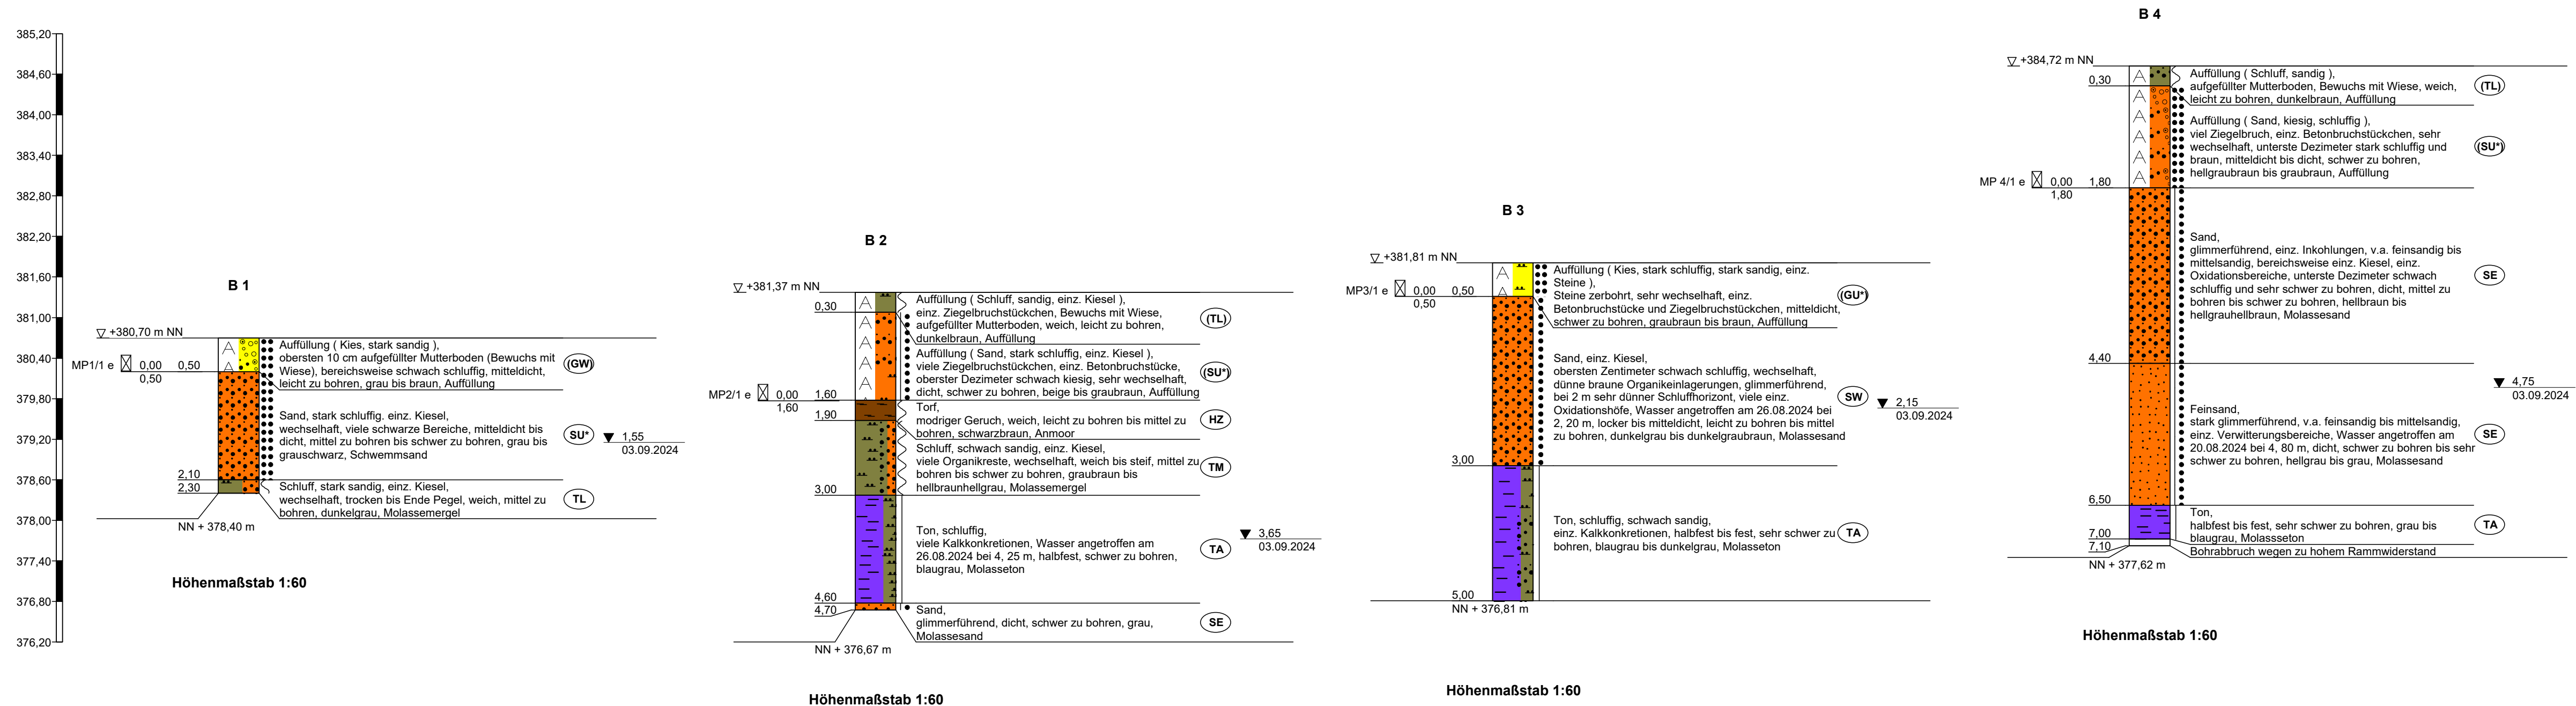 385,20
384,60
384,00
383,40
382,80
382,20
381,60
381,00
380,40
379,80
379,20
378,60
378,00
377,40
376,80
376,20
B 1
+380,70 m NN
MP1/1 e
0,00
0,50
0,50
Auffüllung ( Kies, stark sandig ),
obersten 10 cm aufgefüllter Mutterboden (Bewuchs mit
Wiese), bereichsweise schwach schluffig, mitteldicht,
leicht zu bohren, grau bis braun, Auffüllung
(GW)
Sand, stark schluffig. einz. Kiesel,
wechselhaft, viele schwarze Bereiche, mitteldicht bis
dicht, mittel zu bohren bis schwer zu bohren, grau bis
grauschwarz, Schwemmsand
SU*
1,55
03.09.2024
2,10
2,30
Schluff, stark sandig, einz. Kiesel,
wechselhaft, trocken bis Ende Pegel, weich, mittel zu
bohren, dunkelgrau, Molassemergel
TL
NN + 378,40 m
Höhenmaßstab 1:60
B 2
+381,37 m NN
0,30
Auffüllung ( Schluff, sandig, einz. Kiesel ),
einz. Ziegelbruchstückchen, Bewuchs mit Wiese,
aufgefüllter Mutterboden, weich, leicht zu bohren,
dunkelbraun, Auffüllung
(TL)
Auffüllung ( Sand, stark schluffig, einz. Kiesel ),
viele Ziegelbruchstückchen, einz. Betonbruchstücke,
oberster Dezimeter schwach kiesig, sehr wechselhaft,
dicht, schwer zu bohren, beige bis graubraun, Auffüllung
(SU*)
MP2/1 e
0,00
1,60
1,60
1,90
Torf,
modriger Geruch, weich, leicht zu bohren bis mittel zu
bohren, schwarzbraun, Anmoor
HZ
Schluff, schwach sandig, einz. Kiesel,
viele Organikreste, wechselhaft, weich bis steif, mittel zu
bohren bis schwer zu bohren, graubraun bis
hellbraunhellgrau, Molassemergel
TM
3,00
Ton, schluffig,
viele Kalkkonkretionen, Wasser angetroffen am
26.08.2024 bei 4, 25 m, halbfest, schwer zu bohren,
blaugrau, Molasseton
TA
3,65
03.09.2024
4,60
4,70
Sand,
glimmerführend, dicht, schwer zu bohren, grau,
Molassesand
SE
NN + 376,67 m
Höhenmaßstab 1:60
B 3
+381,81 m NN
MP3/1 e
0,00
0,50
0,50
Auffüllung ( Kies, stark schluffig, stark sandig, einz.
Steine ),
Steine zerbohrt, sehr wechselhaft, einz.
Betonbruchstücke und Ziegelbruchstückchen, mitteldicht,
schwer zu bohren, graubraun bis braun, Auffüllung
(GU*)
Sand, einz. Kiesel,
obersten Zentimeter schwach schluffig, wechselhaft,
dünne braune Organikeinlagerungen, glimmerführend,
bei 2 m sehr dünner Schluffhorizont, viele einz.
Oxidationshöfe, Wasser angetroffen am 26.08.2024 bei
2, 20 m, locker bis mitteldicht, leicht zu bohren bis mittel
zu bohren, dunkelgrau bis dunkelgraubraun, Molassesand
SW
2,15
03.09.2024
3,00
Ton, schluffig, schwach sandig,
einz. Kalkkonkretionen, halbfest bis fest, sehr schwer zu
bohren, blaugrau bis dunkelgrau, Molasseton
TA
5,00
NN + 376,81 m
Höhenmaßstab 1:60
B 4
+384,72 m NN
0,30
Auffüllung ( Schluff, sandig ),
aufgefüllter Mutterboden, Bewuchs mit Wiese, weich,
leicht zu bohren, dunkelbraun, Auffüllung
(TL)
Auffüllung ( Sand, kiesig, schluffig ),
viel Ziegelbruch, einz. Betonbruchstückchen, sehr
wechselhaft, unterste Dezimeter stark schluffig und
braun, mitteldicht bis dicht, schwer zu bohren,
hellgraubraun bis graubraun, Auffüllung
(SU*)
MP 4/1 e
0,00
1,80
1,80
Sand,
glimmerführend, einz. Inkohlungen, v.a. feinsandig bis
mittelsandig, bereichsweise einz. Kiesel, einz.
Oxidationsbereiche, unterste Dezimeter schwach
schluffig und sehr schwer zu bohren, dicht, mittel zu
bohren bis schwer zu bohren, hellbraun bis
hellgrauhellbraun, Molassesand
SE
4,40
4,75
03.09.2024
Feinsand,
stark glimmerführend, v.a. feinsandig bis mittelsandig,
einz. Verwitterungsbereiche, Wasser angetroffen am
20.08.2024 bei 4, 80 m, dicht, schwer zu bohren bis sehr
schwer zu bohren, hellgrau bis grau, Molassesand
SE
6,50
Ton,
halbfest bis fest, sehr schwer zu bohren, grau bis
blaugrau, Molassseton
TA
7,00
7,10
Bohrabbruch wegen zu hohem Rammwiderstand
NN + 377,62 m
Höhenmaßstab 1:60